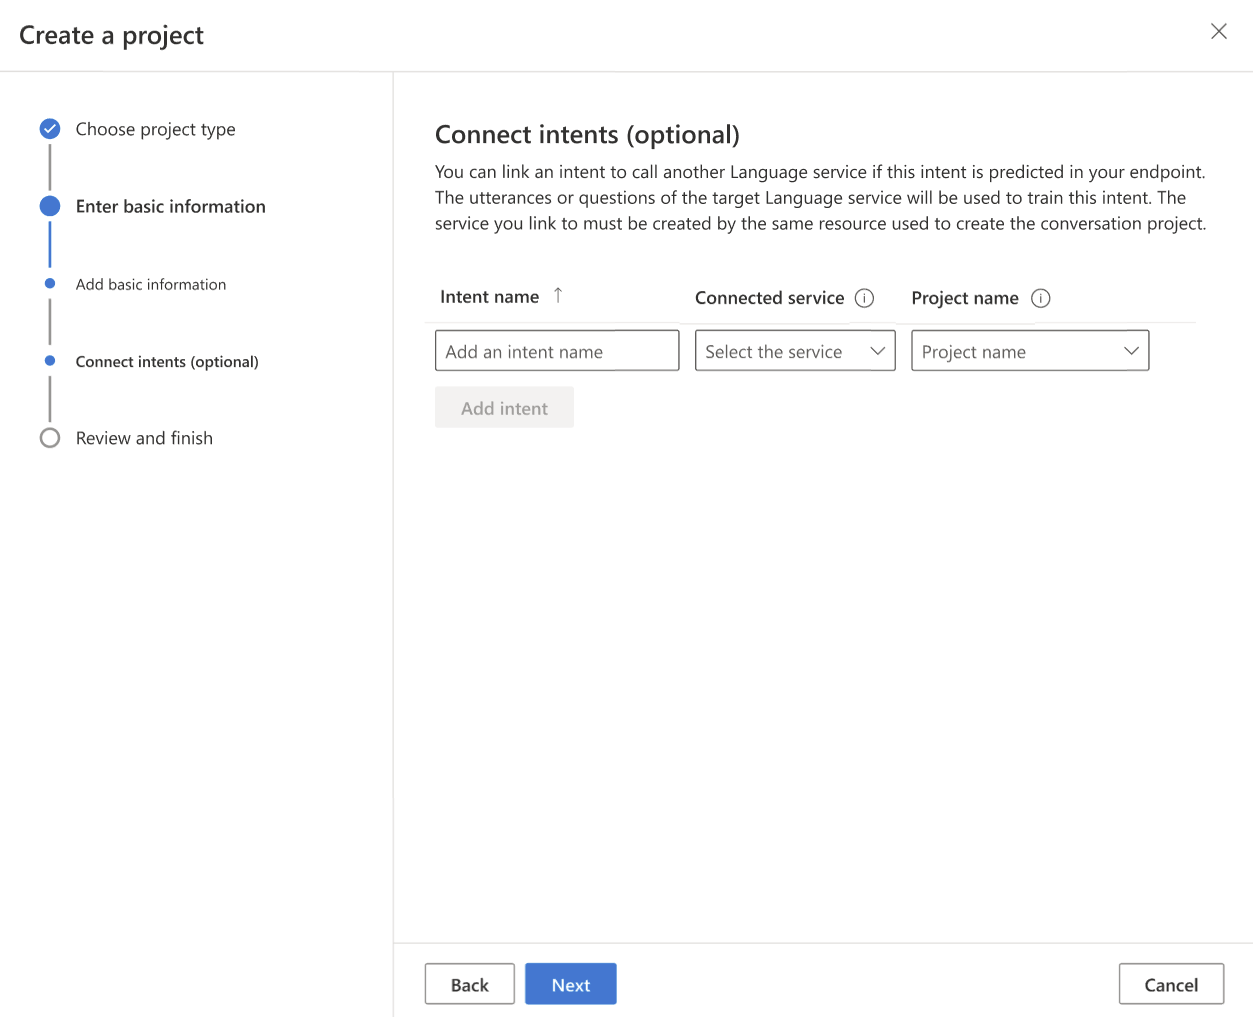 Create a project
Choose project type
Enter basic information
Add basic information
Connect intents (optional)
Review and finish
Connect intents (optional)
You can link an intent to call another Language service if this intent is predicted in your endpoint.
The utterances or questions of the target Language service will be used to train this intent. The
service you link to must be created by the same resource used to create the conversation project.
Intent name ↑ Connected service Project name
Add an intent name Select the service Project name
Add intent
Back Next Cancel